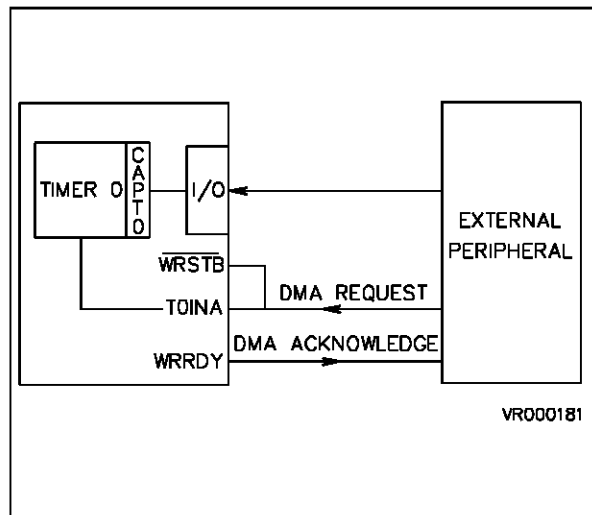 TIMER 0
CAPT0
I/O
EXTERNAL
PERIPHERAL
WRSTB
DMA REQUEST
T0INA
DMA ACKNOWLEDGE
WRRDY
VR000181